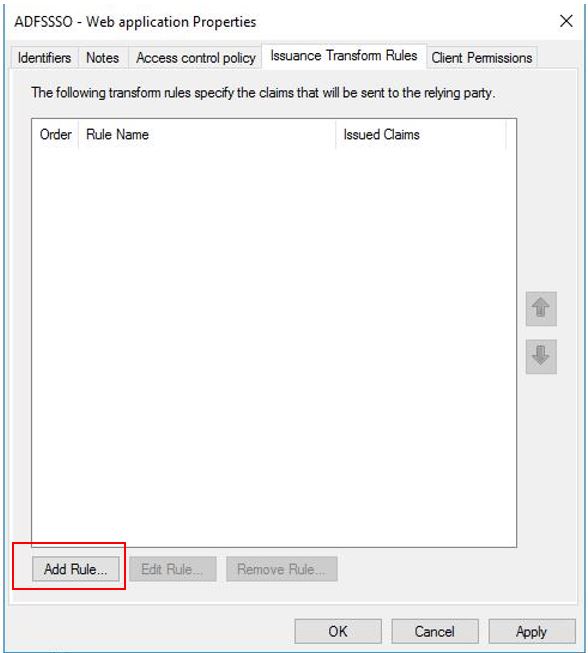 ADFSSSO - Web application Properties
Identifiers Notes Access control policy Issuance Transform Rules Client Permissions
The following transform rules specify the claims that will be sent to the relying party.
Order Rule Name Issued Claims
Add Rule... Edit Rule... Remove Rule...
OK Cancel Apply